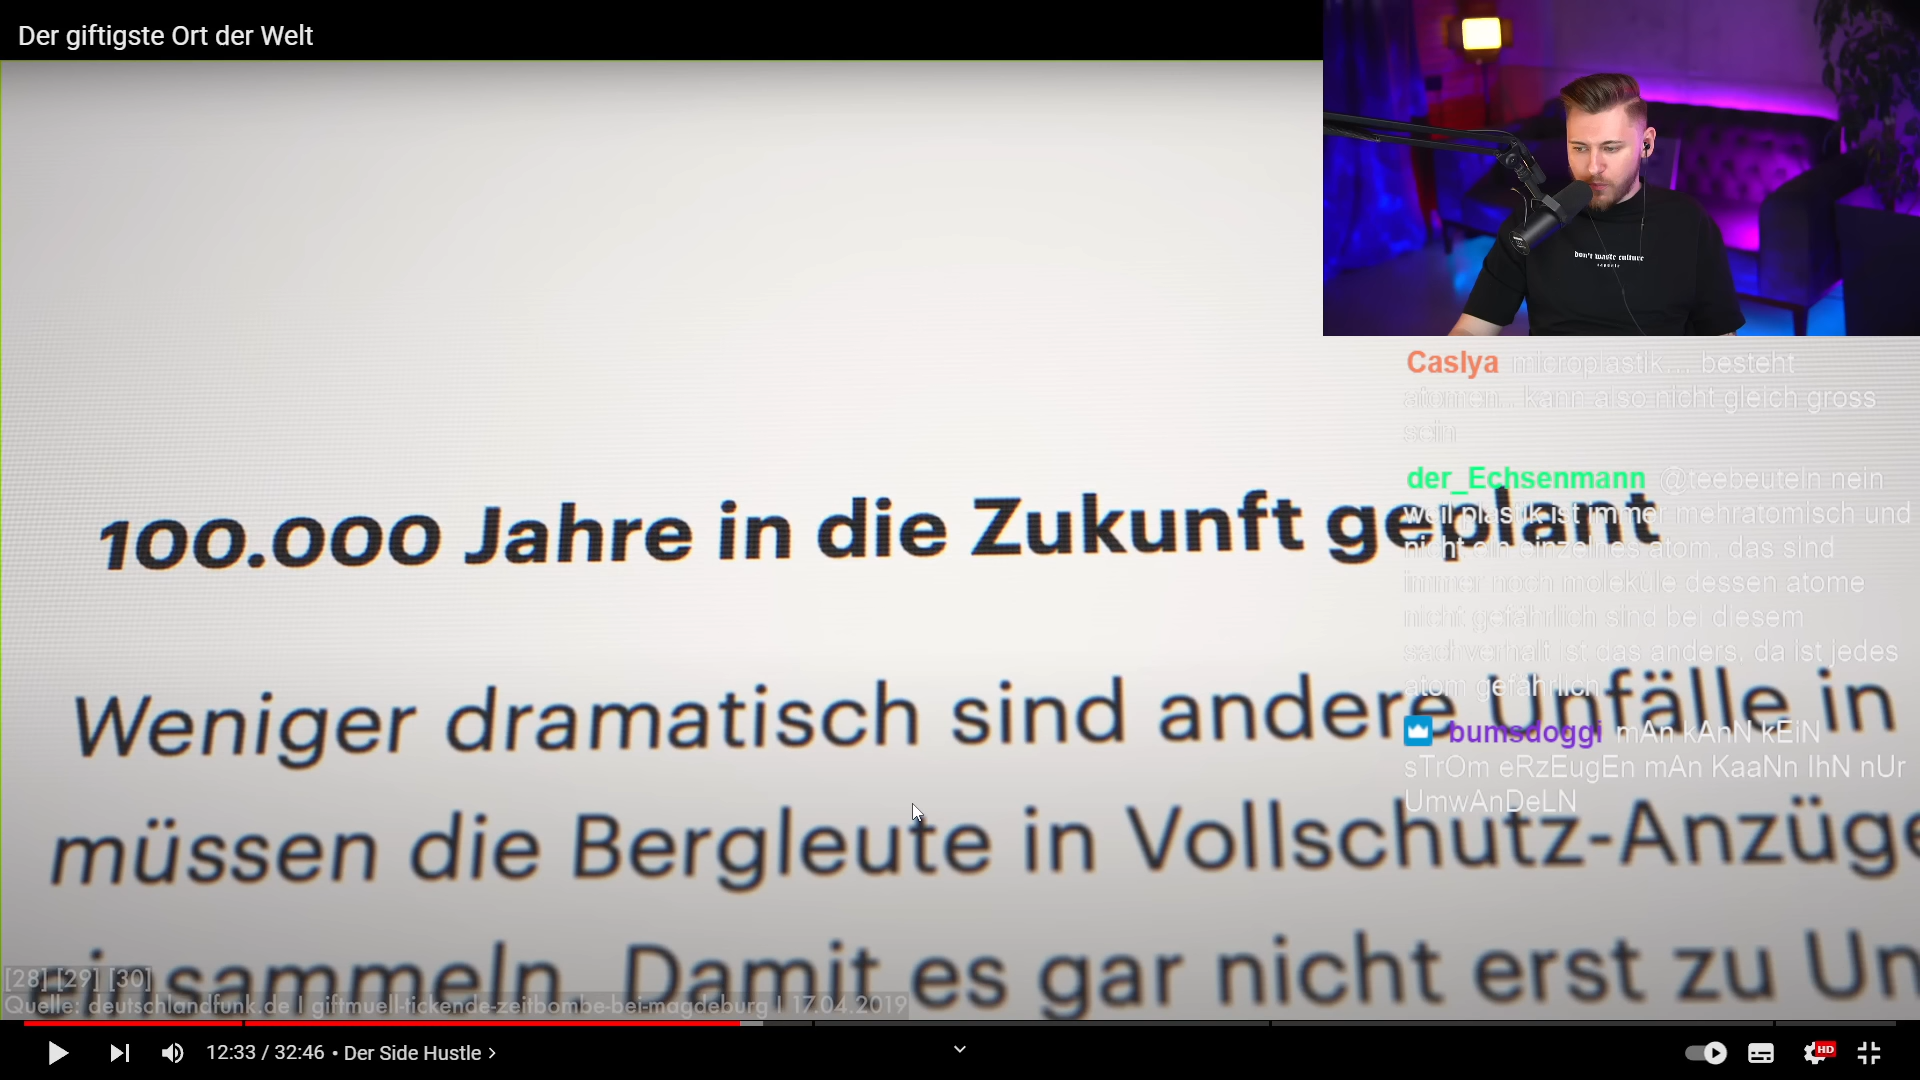 Der giftigste Ort der Welt
don't waste culture
Caslya microplastik... besteht
atomen.. kann also nicht gleich gross
sein
der_Echsenmann @teebeuteln nein
weil plastik ist immer mehratomisch und
nicht ein einzelnes atom. das sind
immer noch moleküle dessen atome
nicht gefährlich sind bei diesem
sachverhalt ist das anders. da ist jedes
atom gefährlich
bumsdoggi mAn kAnN kEiN
sTrOm eRzEugEn mAn KaaNn IhN nUr
UmwAnDeLN
100.000 Jahre in die Zukunft geplant
Weniger dramatisch sind andere Unfälle in
müssen die Bergleute in Vollschutz-Anzüge
einsammeln. Damit es gar nicht erst zu Un
[28] [29] [30]
Quelle: deutschlandfunk.de I giftmuell-tickende-zeitbombe-bei-magdeburg I 17.04.2019
12:33 / 32:46 • Der Side Hustle >
HD